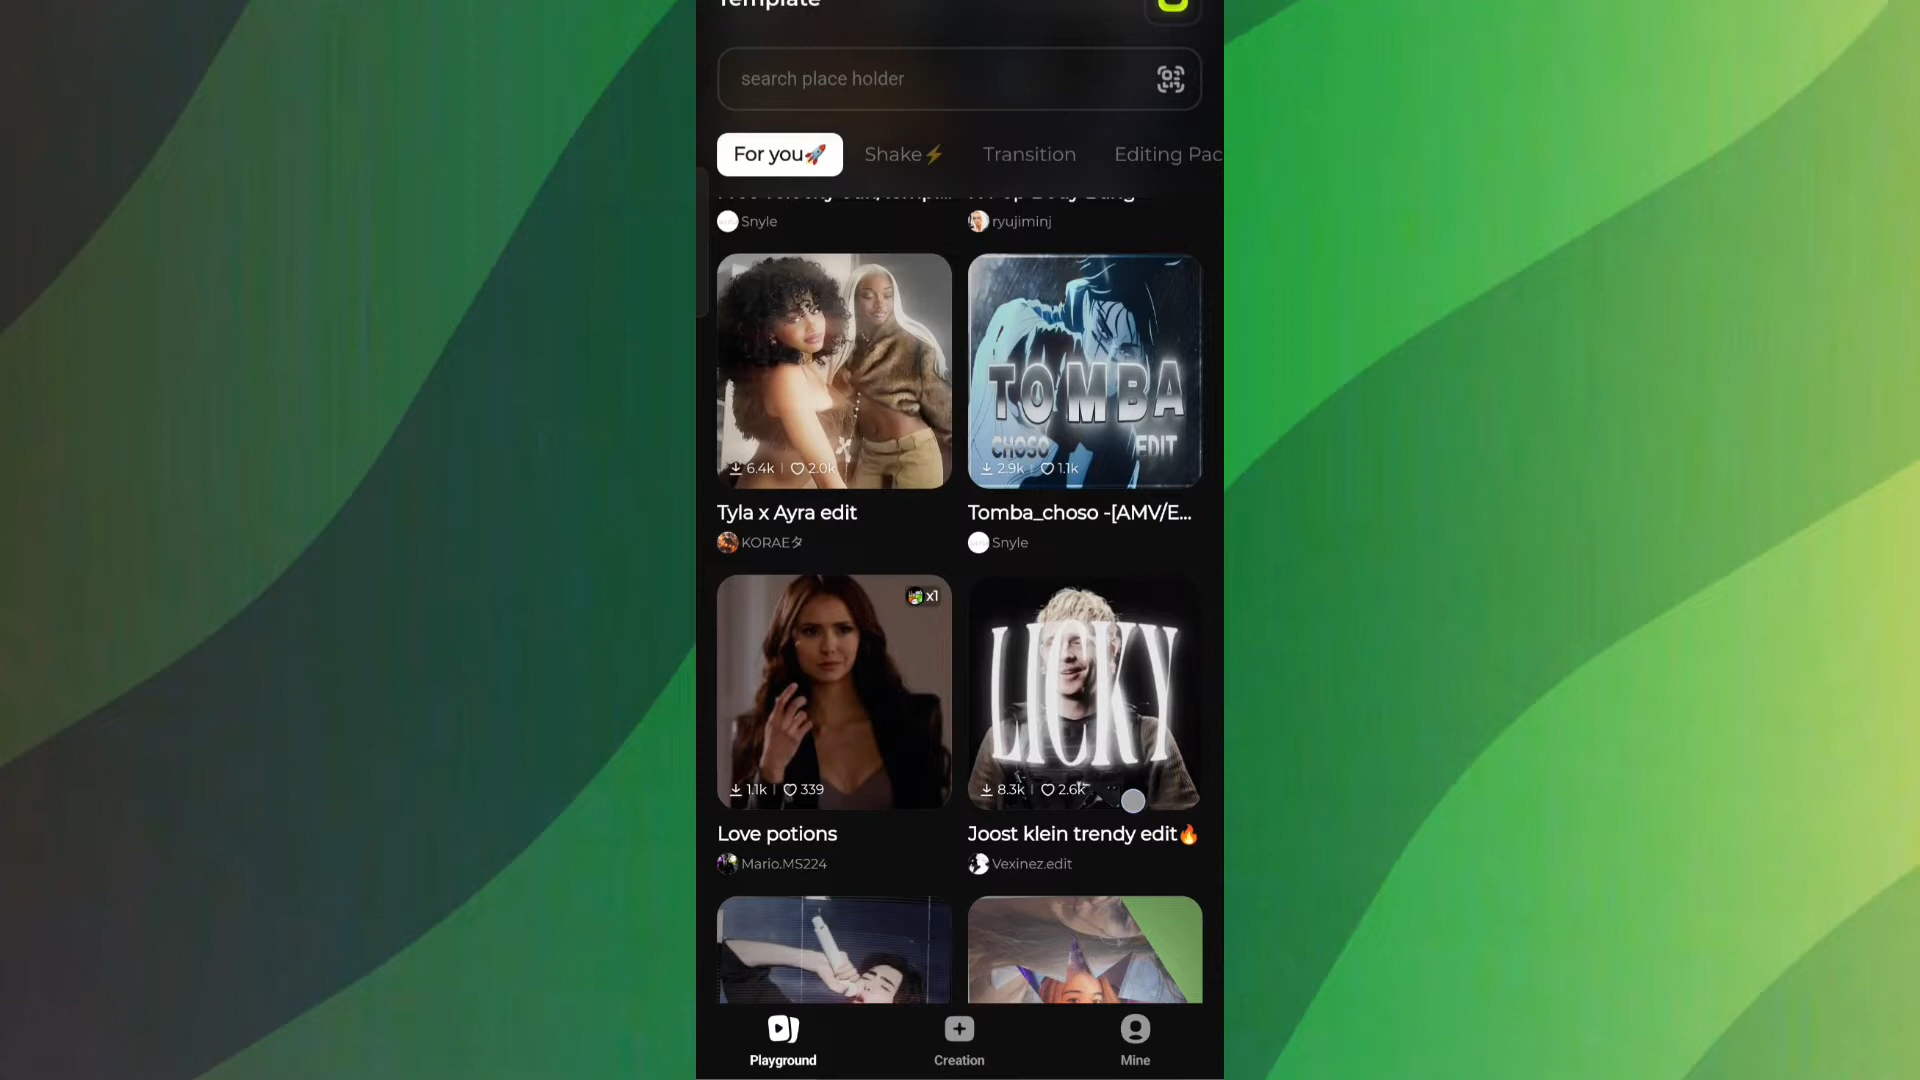 Template
search place holder
For you🚀 Shake⚡ Transition Editing Pac
Snyle
ryujiminj
6.4k 2.0k
TOMBA
CHOSO EDIT
2.9k 1.1k
Tyla x Ayra edit
KORAEタ
Tomba_choso -[AMV/E...
Snyle
x1
1.1k 339
LICKY
8.3k 2.6k
Love potions
Mario.MS224
Joost klein trendy edit🔥
Vexinez.edit
Playground Creation Mine